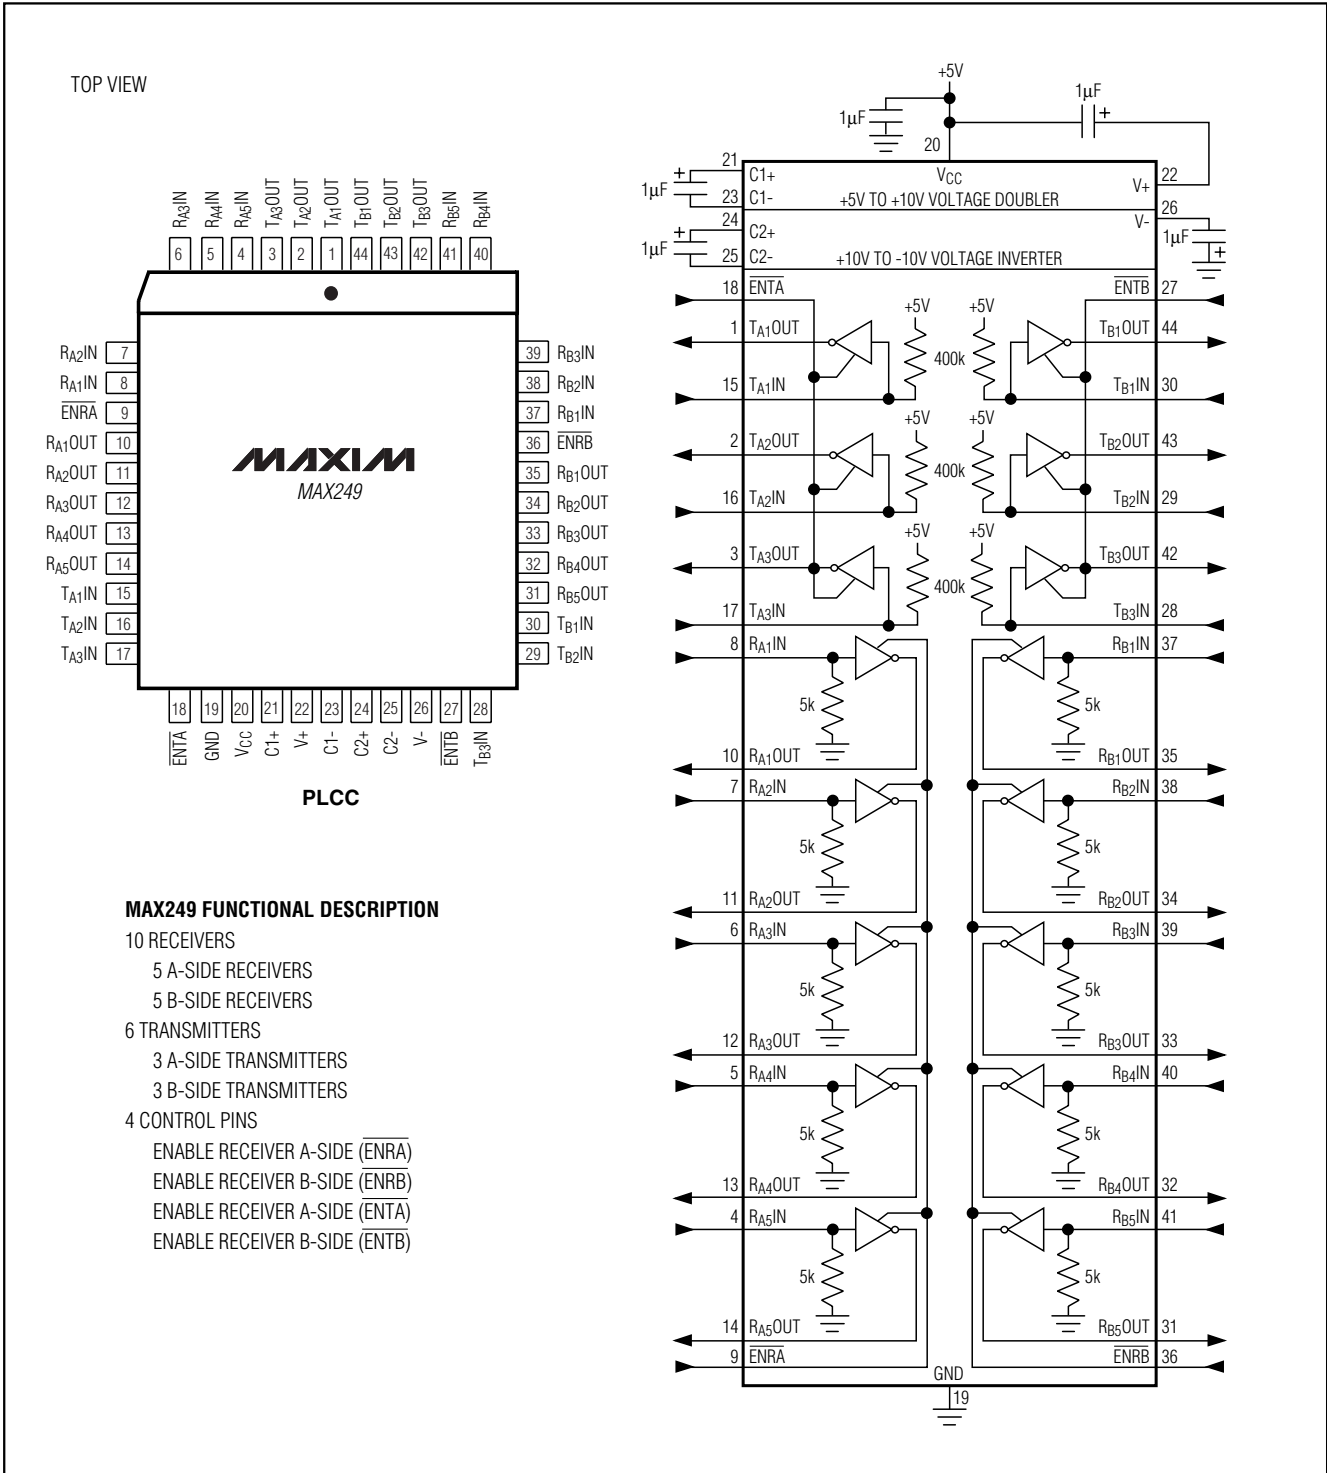 TOP VIEW
RA3IN RA4IN RA5IN TA3OUT TA2OUT TA1OUT TB1OUT TB2OUT TB3OUT RB5IN RB4IN
6 5 4 3 2 1 44 43 42 41 40
RA2IN 7
RA1IN 8
ENRA 9
RA1OUT 10
RA2OUT 11
RA3OUT 12
RA4OUT 13
RA5OUT 14
TA1IN 15
TA2IN 16
TA3IN 17
MAXIM
MAX249
39 RB3IN
38 RB2IN
37 RB1IN
36 ENRB
35 RB1OUT
34 RB2OUT
33 RB3OUT
32 RB4OUT
31 RB5OUT
30 TB1IN
29 TB2IN
18 19 20 21 22 23 24 25 26 27 28
ENTA GND VCC C1+ V+ C1- C2+ C2- V- ENTB TB3IN
PLCC
MAX249 FUNCTIONAL DESCRIPTION
10 RECEIVERS
5 A-SIDE RECEIVERS
5 B-SIDE RECEIVERS
6 TRANSMITTERS
3 A-SIDE TRANSMITTERS
3 B-SIDE TRANSMITTERS
4 CONTROL PINS
ENABLE RECEIVER A-SIDE (ENRA)
ENABLE RECEIVER B-SIDE (ENRB)
ENABLE RECEIVER A-SIDE (ENTA)
ENABLE RECEIVER B-SIDE (ENTB)
+5V
1µF
1µF +
20
21 C1+ VCC 22
V+
+
1µF
23 C1- +5V TO +10V VOLTAGE DOUBLER
26
V-
24 C2+
+
1µF
1µF
+
25 C2- +10V TO -10V VOLTAGE INVERTER
18 ENTA ENTB 27
+5V +5V
1 TA1OUT TB1OUT 44
400k
15 TA1IN TB1IN 30
+5V +5V
2 TA2OUT TB2OUT 43
400k
16 TA2IN TB2IN 29
+5V +5V
3 TA3OUT TB3OUT 42
400k
17 TA3IN TB3IN 28
8 RA1IN RB1IN 37
5k 5k
10 RA1OUT RB1OUT 35
7 RA2IN RB2IN 38
5k 5k
11 RA2OUT RB2OUT 34
6 RA3IN RB3IN 39
5k 5k
12 RA3OUT RB3OUT 33
5 RA4IN RB4IN 40
5k 5k
13 RA4OUT RB4OUT 32
4 RA5IN RB5IN 41
5k 5k
14 RA5OUT RB5OUT 31
9 ENRA ENRB 36
GND
19